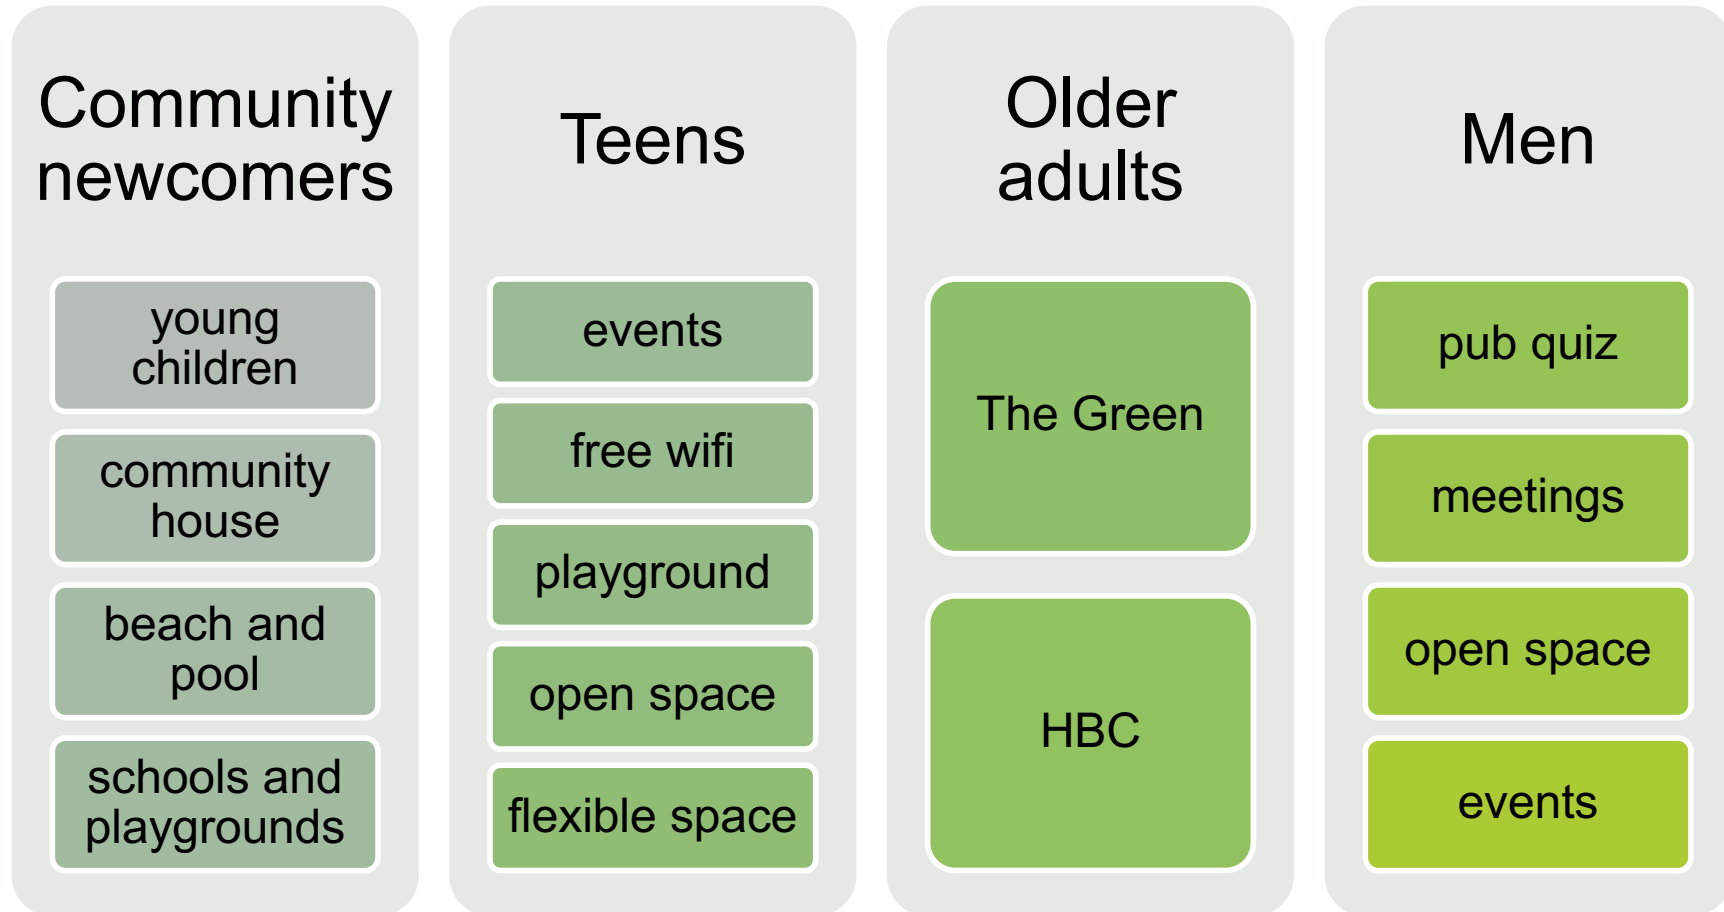 Community
newcomers
young
children
community
house
beach and
pool
schools and
playgrounds
Teens
events
free wifi
playground
open space
flexible space
Older
adults
The Green
HBC
Men
pub quiz
meetings
open space
events